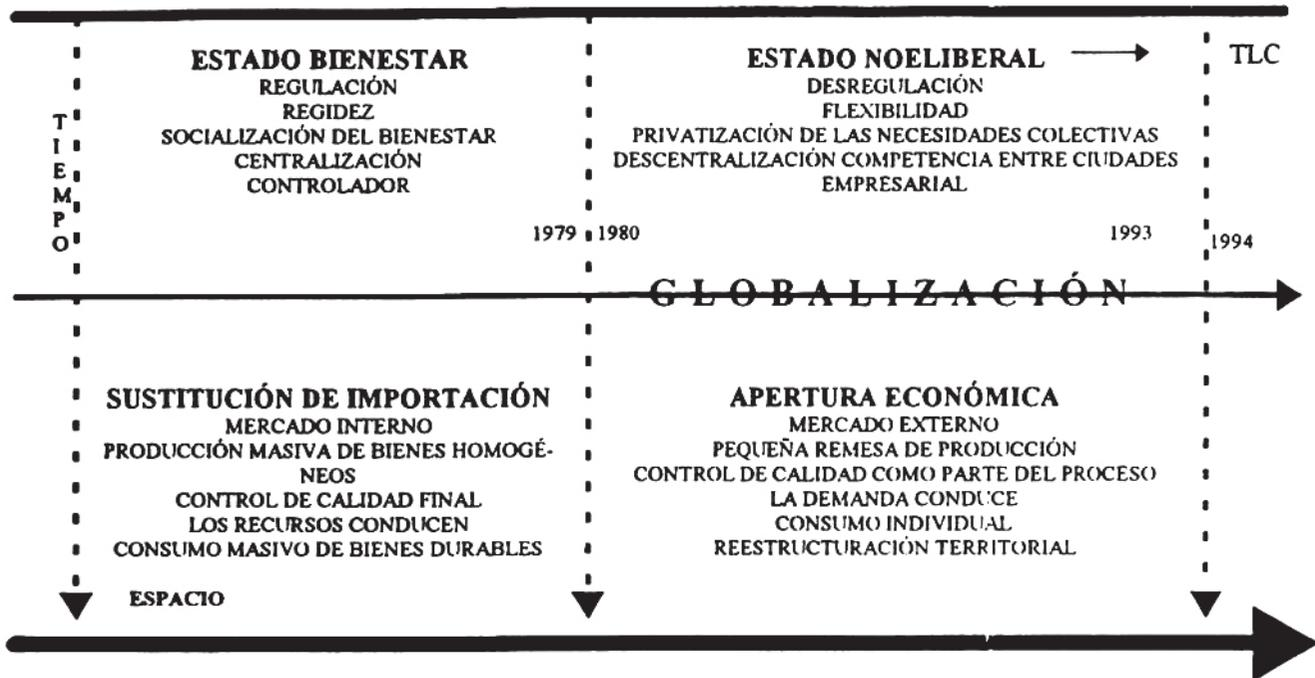 TIEMPO
ESTADO BIENESTAR
REGULACIÓN
REGIDEZ
SOCIALIZACIÓN DEL BIENESTAR
CENTRALIZACIÓN
CONTROLADOR
ESTADO NOELIBERAL
DESREGULACIÓN
FLEXIBILIDAD
PRIVATIZACIÓN DE LAS NECESIDADES COLECTIVAS
DESCENTRALIZACIÓN COMPETENCIA ENTRE CIUDADES
EMPRESARIAL
TLC
1979
1980
1993
1994
GLOBALIZACIÓN
SUSTITUCIÓN DE IMPORTACIÓN
MERCADO INTERNO
PRODUCCIÓN MASIVA DE BIENES HOMOGÉ-
NEOS
CONTROL DE CALIDAD FINAL
LOS RECURSOS CONDUCEN
CONSUMO MASIVO DE BIENES DURABLES
APERTURA ECONÓMICA
MERCADO EXTERNO
PEQUEÑA REMESA DE PRODUCCIÓN
CONTROL DE CALIDAD COMO PARTE DEL PROCESO
LA DEMANDA CONDUCE
CONSUMO INDIVIDUAL
REESTRUCTURACIÓN TERRITORIAL
ESPACIO